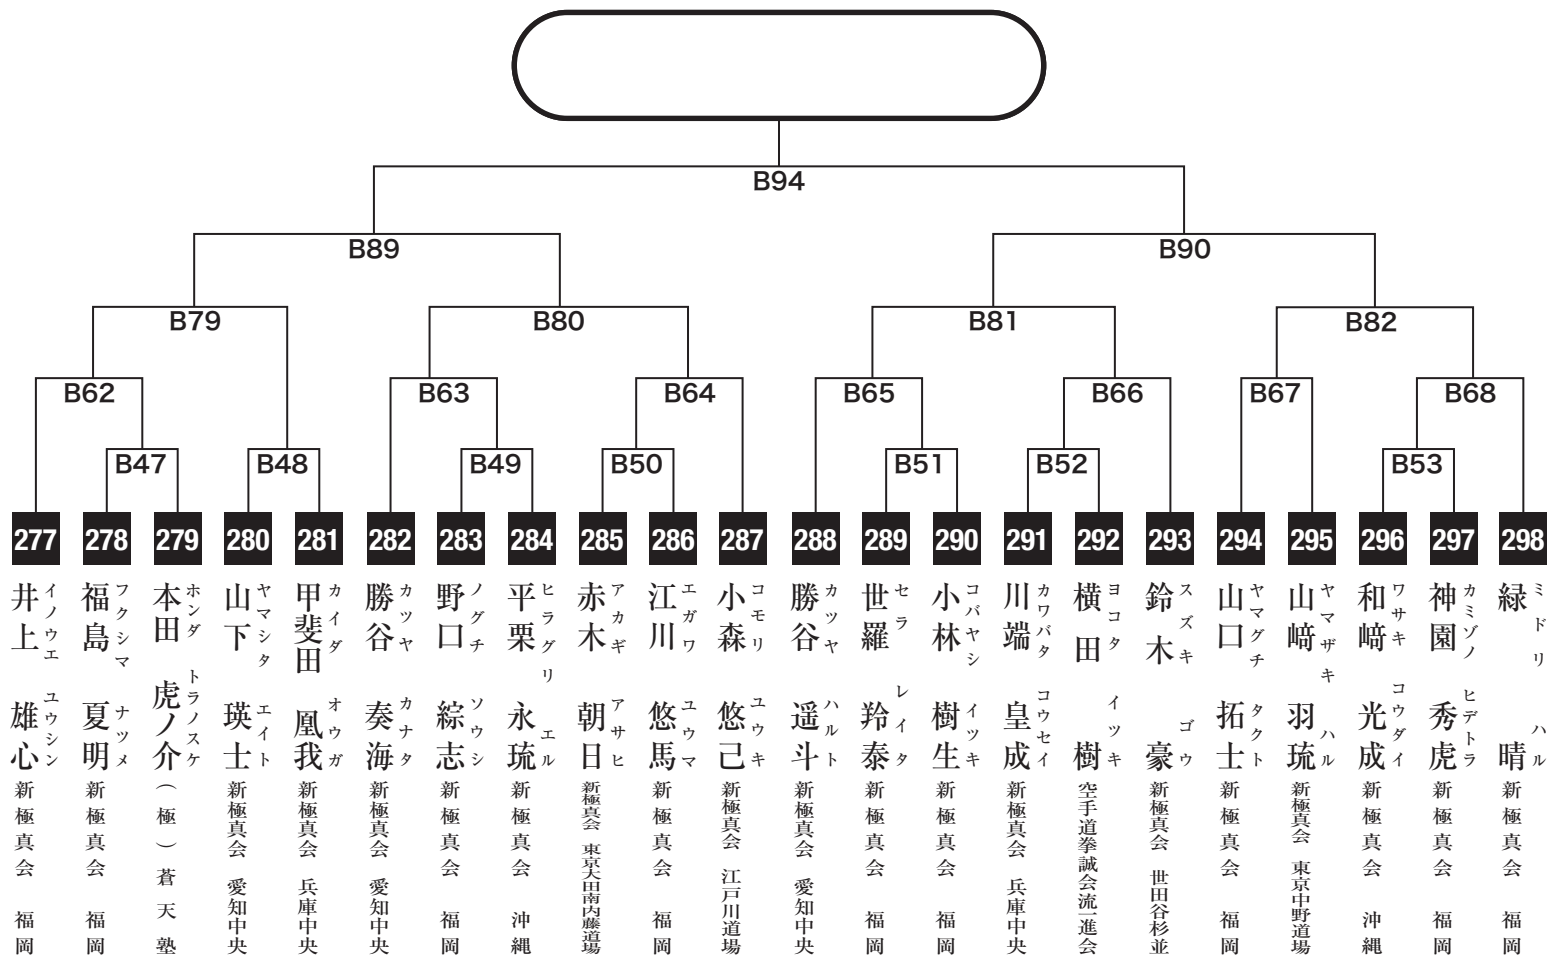 B94
B89
B90
B79
B80
B81
B82
B62
B63
B64
B65
B66
B67
B68
B47
B48
B49
B50
B51
B52
B53
277
278
279
280
281
282
283
284
285
286
287
288
289
290
291
292
293
294
295
296
297
298
井上 雄心
イノウエ ユウシン
新極真会 福岡
福島 夏明
フクシマ ナツメ
新極真会 福岡
本田 虎ノ介
ホンダ トラノスケ
（極）蒼天塾
山下 瑛士
ヤマシタ エイト
新極真会 愛知中央
甲斐田 凰我
カイダ オウガ
新極真会 兵庫中央
勝谷 奏海
カツヤ カナタ
新極真会 愛知中央
野口 綜志
ノグチ ソウシ
新極真会 福岡
平栗 永琉
ヒラグリ エル
新極真会 沖縄
赤木 朝日
アカギ アサヒ
新極真会 東京大田南内藤道場
江川 悠馬
エガワ ユウマ
新極真会 福岡
小森 悠己
コモリ ユウキ
新極真会 江戸川道場
勝谷 遥斗
カツヤ ハルト
新極真会 愛知中央
世羅 羚泰
セラ レイタ
新極真会 福岡
小林 樹生
コバヤシ イツキ
新極真会 福岡
川端 皇成
カワバタ コウセイ
新極真会 兵庫中央
横田 樹
ヨコタ イツキ
空手道拳誠会流一進会
鈴木 豪
スズキ ゴウ
新極真会 世田谷杉並
山口 拓士
ヤマグチ タクト
新極真会 福岡
山﨑 羽琉
ヤマザキ ハル
新極真会 東京中野道場
和﨑 光成
ワサキ コウダイ
新極真会 沖縄
神園 秀虎
カミゾノ ヒデトラ
新極真会 福岡
緑 晴
ミドリ ハル
新極真会 福岡